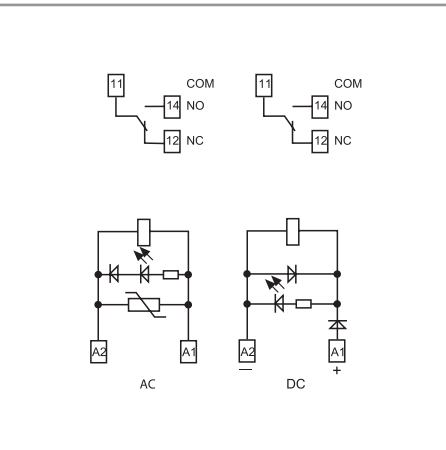 11 COM 11 COM
14 NO 14 NO
12 NC 12 NC
A2 A1 A2 A1
— +
AC DC